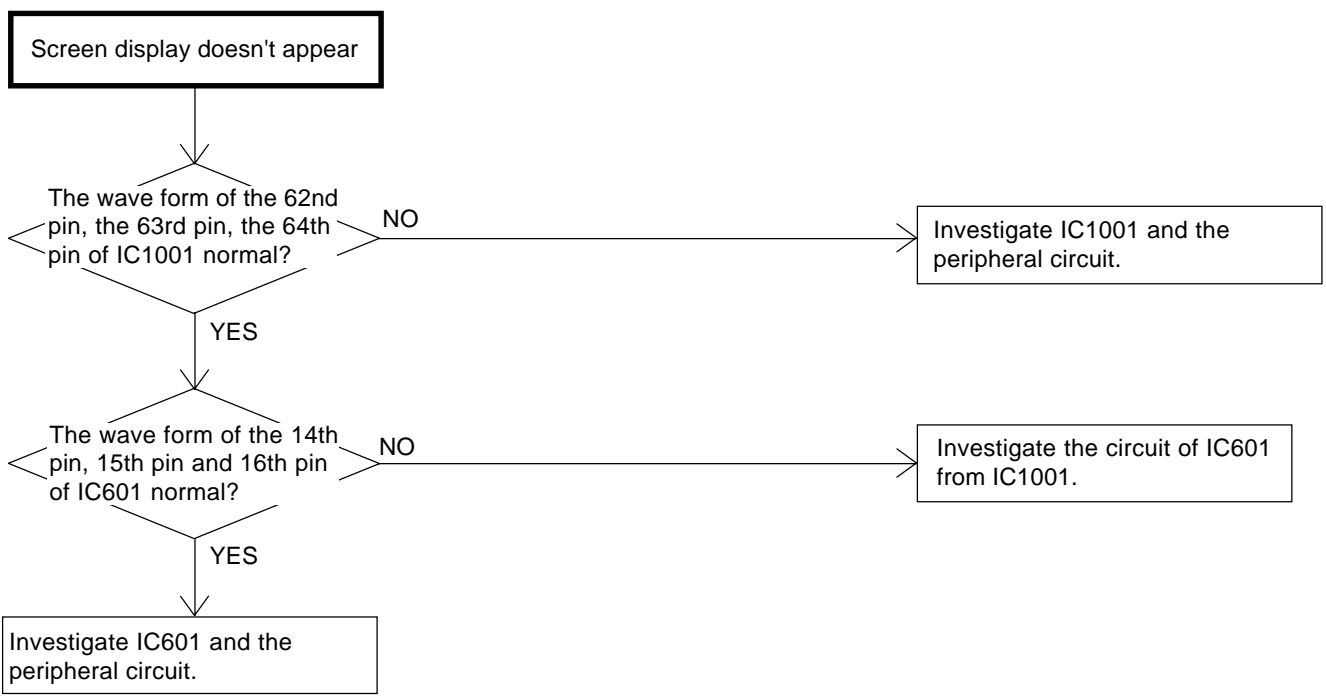 Screen display doesn't appear
The wave form of the 62nd
pin, the 63rd pin, the 64th
pin of IC1001 normal?
NO
Investigate IC1001 and the
peripheral circuit.
YES
The wave form of the 14th
pin, 15th pin and 16th pin
of IC601 normal?
NO
Investigate the circuit of IC601
from IC1001.
YES
Investigate IC601 and the
peripheral circuit.